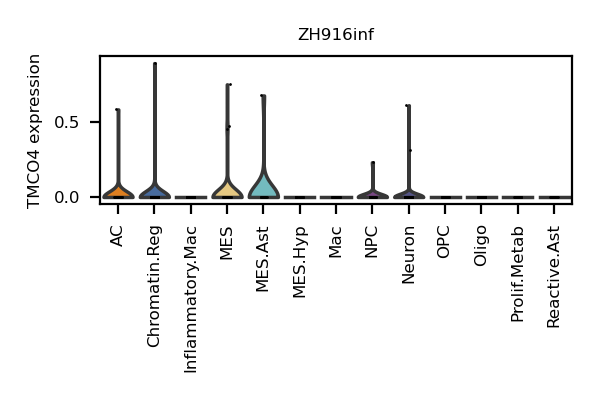 ZH916inf
TMCO4 expression
0.5
0.0
AC
Chromatin.Reg
Inflammatory.Mac
MES
MES.Ast
MES.Hyp
Mac
NPC
Neuron
OPC
Oligo
Prolif.Metab
Reactive.Ast